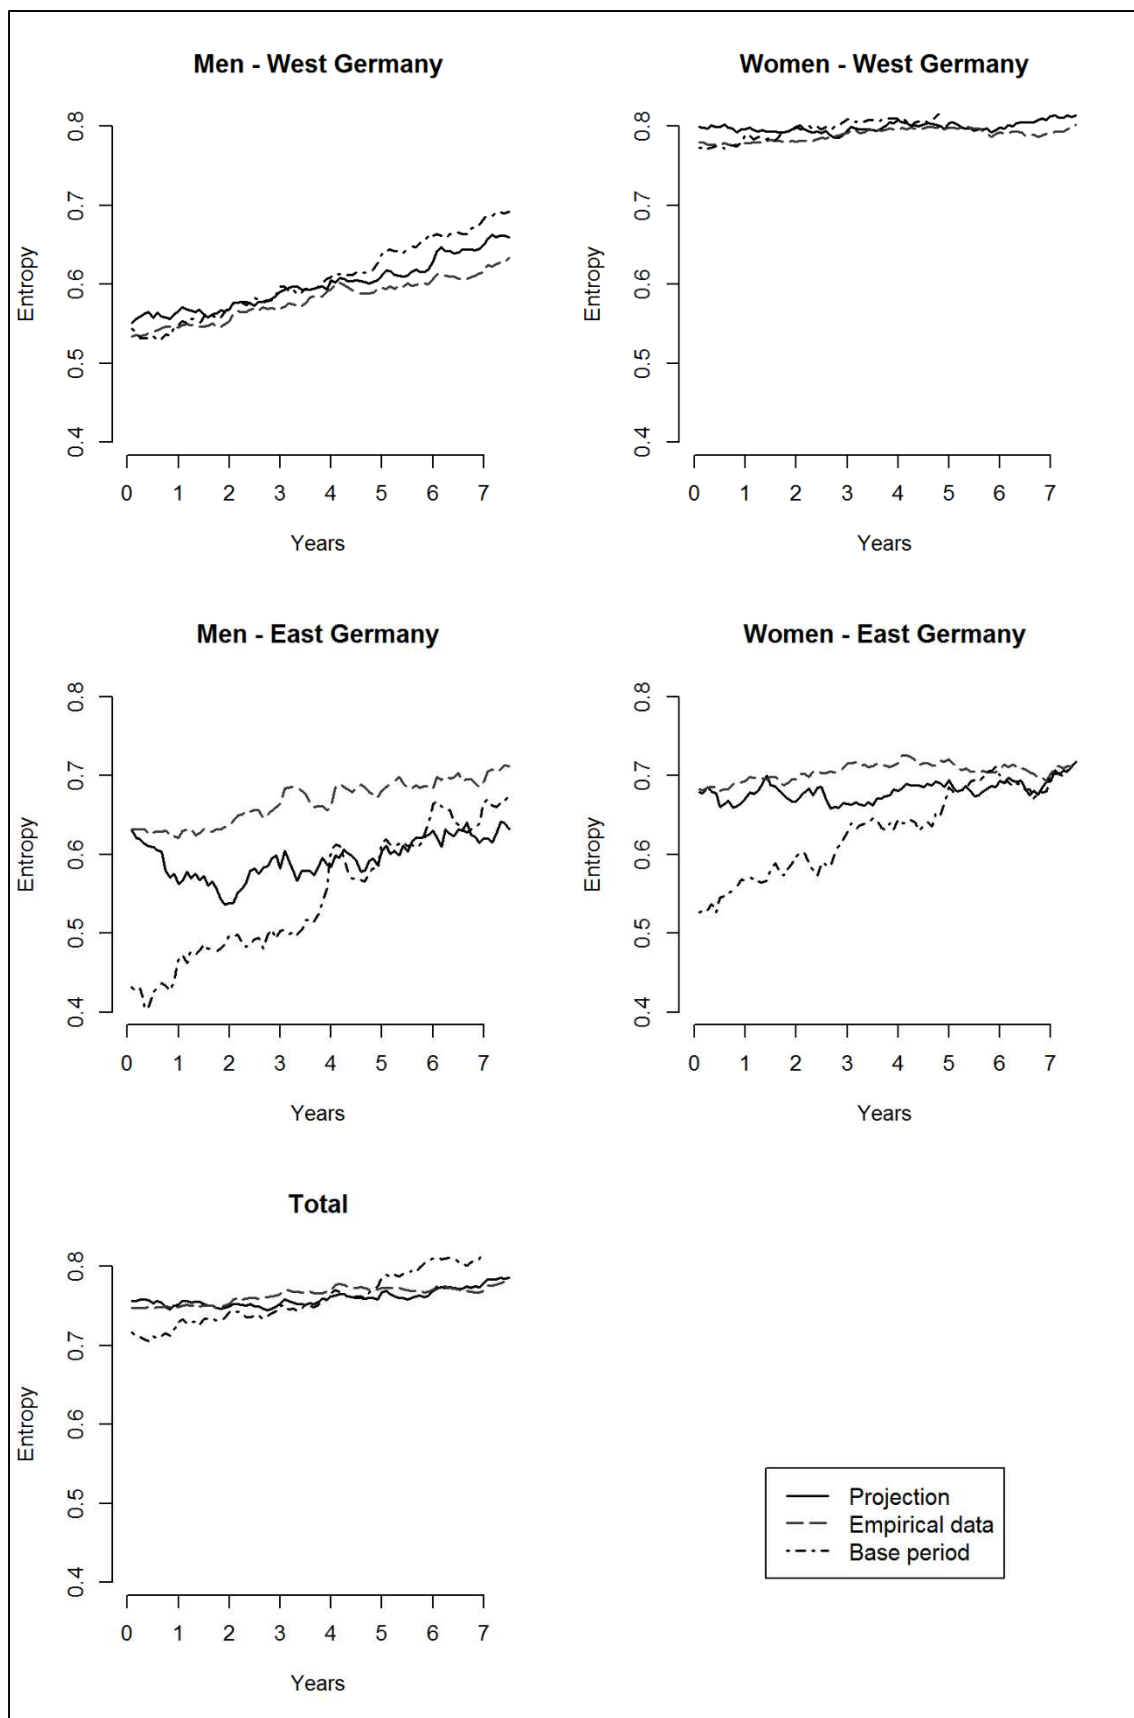 Men - West Germany
Entropy
0.8
0.7
0.6
0.5
0.4
0 1 2 3 4 5 6 7
Years
Women - West Germany
Entropy
0.8
0.7
0.6
0.5
0.4
0 1 2 3 4 5 6 7
Years
Men - East Germany
Entropy
0.8
0.7
0.6
0.5
0.4
0 1 2 3 4 5 6 7
Years
Women - East Germany
Entropy
0.8
0.7
0.6
0.5
0.4
0 1 2 3 4 5 6 7
Years
Total
Entropy
0.8
0.7
0.6
0.5
0.4
0 1 2 3 4 5 6 7
Years
Projection
Empirical data
Base period